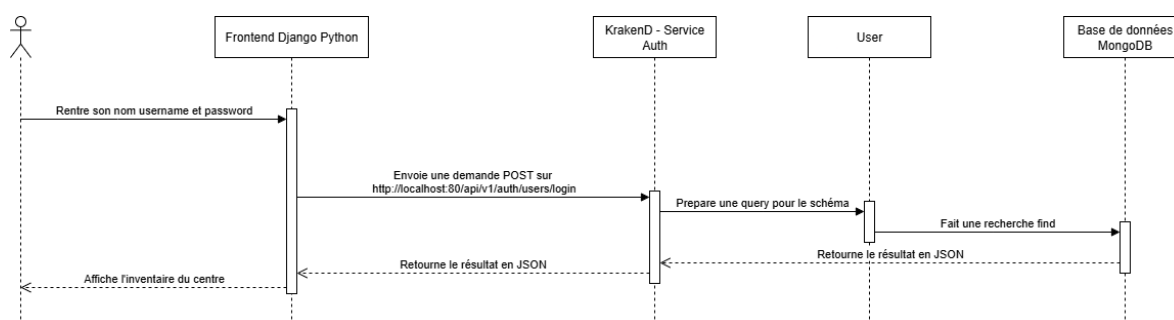 Frontend Django Python
KrakenD - Service
Auth
User
Base de données
MongoDB
Rentre son nom username et password
Envoie une demande POST sur
http://localhost:80/api/v1/auth/users/login
Prepare une query pour le schéma
Fait une recherche find
Retourne le résultat en JSON
Retourne le résultat en JSON
Affiche l'inventaire du centre